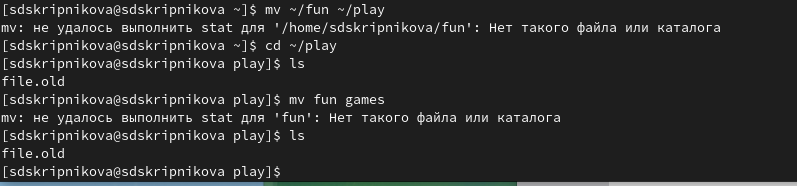 [sdskripnikova@sdskripnikova ~]$ mv ~/fun ~/play
mv: не удалось выполнить stat для '/home/sdskripnikova/fun': Нет такого файла или каталога
[sdskripnikova@sdskripnikova ~]$ cd ~/play
[sdskripnikova@sdskripnikova play]$ ls
file.old
[sdskripnikova@sdskripnikova play]$ mv fun games
mv: не удалось выполнить stat для 'fun': Нет такого файла или каталога
[sdskripnikova@sdskripnikova play]$ ls
file.old
[sdskripnikova@sdskripnikova play]$